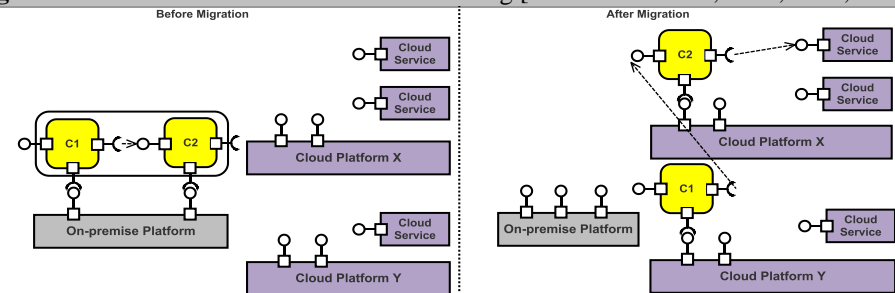 Before Migration
Cloud
Service
Cloud
Service
C1
C2
Cloud Platform X
On-premise Platform
Cloud
Service
Cloud Platform Y
After Migration
C2
Cloud
Service
Cloud
Service
Cloud Platform X
C1
On-premise Platform
Cloud
Service
Cloud Platform Y